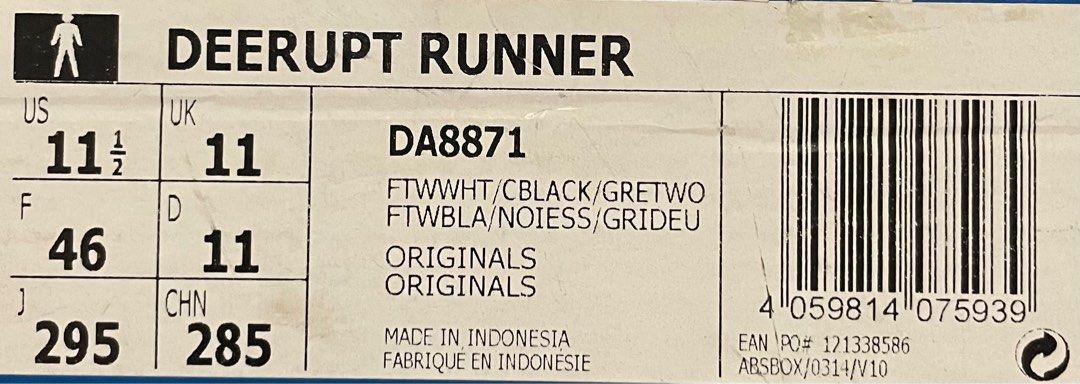 DEERUPT RUNNER
US
11 1/2
UK
11
F
46
D
11
J
295
CHN
285
DA8871
FTWWHT/CBLACK/GRETWO
FTWBLA/NOIESS/GRIDEU
ORIGINALS
ORIGINALS
MADE IN INDONESIA
FABRIQUE EN INDONÉSIE
4 059814 075939
EAN PO# 121338586
ABSBOX/0314/V10